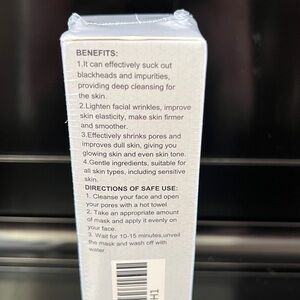 BENEFITS:
1.It can effectively suck out
blackheads and impurities,
providing deep cleansing for
the skin.
2.Lighten facial wrinkles, improve
skin elasticity, make skin firmer
and smoother.
3.Effectively shrinks pores and
improves dull skin, giving you
glowing skin and even skin tone.
4.Gentle ingredients, suitable for
all skin types, including sensitive
skin.
DIRECTIONS OF SAFE USE:
1. Cleanse your face and open
your pores with a hot towel
2. Take an appropriate amount
of mask and apply it evenly on
your face.
3. Wait for 10-15 minutes,unveil
the mask and wash off with
water